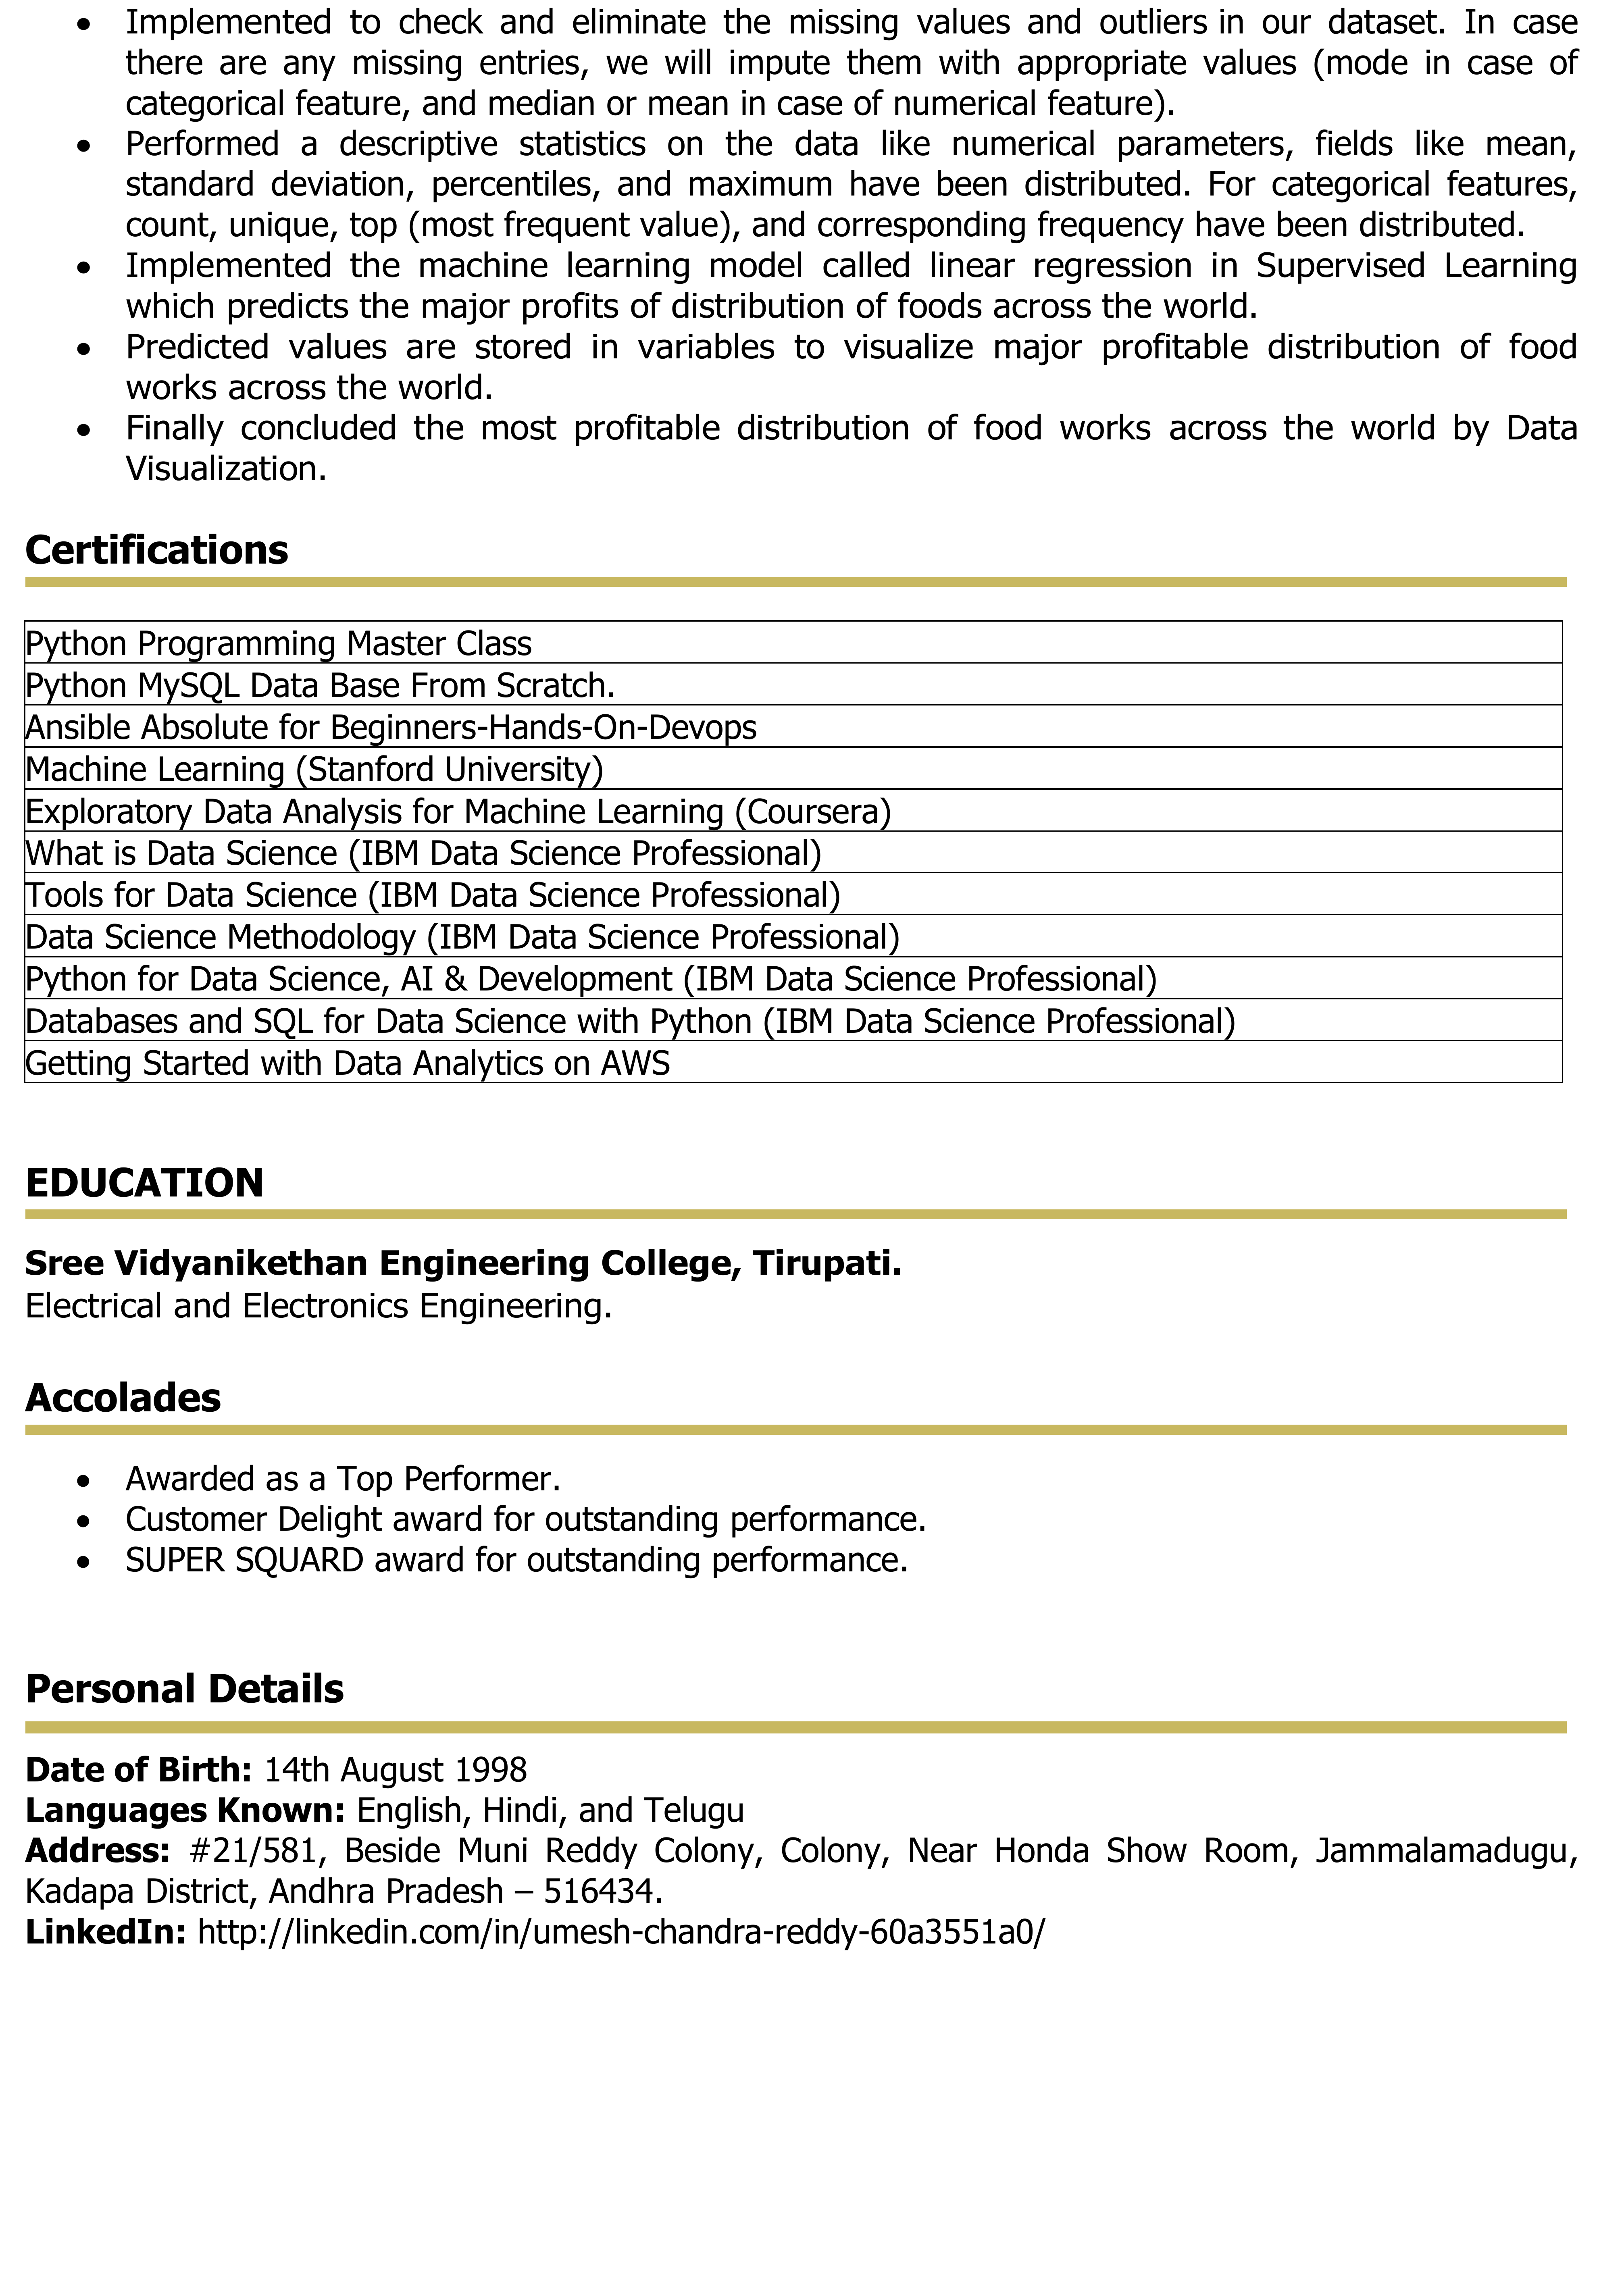 • Implemented to check and eliminate the missing values and outliers in our dataset. In case
there are any missing entries, we will impute them with appropriate values (mode in case of
categorical feature, and median or mean in case of numerical feature).
• Performed a descriptive statistics on the data like numerical parameters, fields like mean,
standard deviation, percentiles, and maximum have been distributed. For categorical features,
count, unique, top (most frequent value), and corresponding frequency have been distributed.
• Implemented the machine learning model called linear regression in Supervised Learning
which predicts the major profits of distribution of foods across the world.
• Predicted values are stored in variables to visualize major profitable distribution of food
works across the world.
• Finally concluded the most profitable distribution of food works across the world by Data
Visualization.
Certifications
Python Programming Master Class
Python MySQL Data Base From Scratch.
Ansible Absolute for Beginners-Hands-On-Devops
Machine Learning (Stanford University)
Exploratory Data Analysis for Machine Learning (Coursera)
What is Data Science (IBM Data Science Professional)
Tools for Data Science (IBM Data Science Professional)
Data Science Methodology (IBM Data Science Professional)
Python for Data Science, AI & Development (IBM Data Science Professional)
Databases and SQL for Data Science with Python (IBM Data Science Professional)
Getting Started with Data Analytics on AWS
EDUCATION
Sree Vidyanikethan Engineering College, Tirupati.
Electrical and Electronics Engineering.
Accolades
• Awarded as a Top Performer.
• Customer Delight award for outstanding performance.
• SUPER SQUARD award for outstanding performance.
Personal Details
Date of Birth: 14th August 1998
Languages Known: English, Hindi, and Telugu
Address: #21/581, Beside Muni Reddy Colony, Colony, Near Honda Show Room, Jammalamadugu,
Kadapa District, Andhra Pradesh – 516434.
LinkedIn: http://linkedin.com/in/umesh-chandra-reddy-60a3551a0/